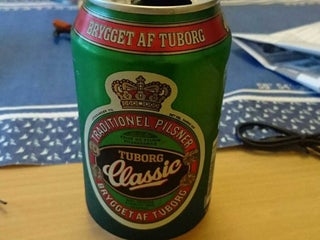 BRYGGET AF TUBORG
TRADITIONEL PILSNER
TUBORG
Classic
BRYGGET AF TUBORG